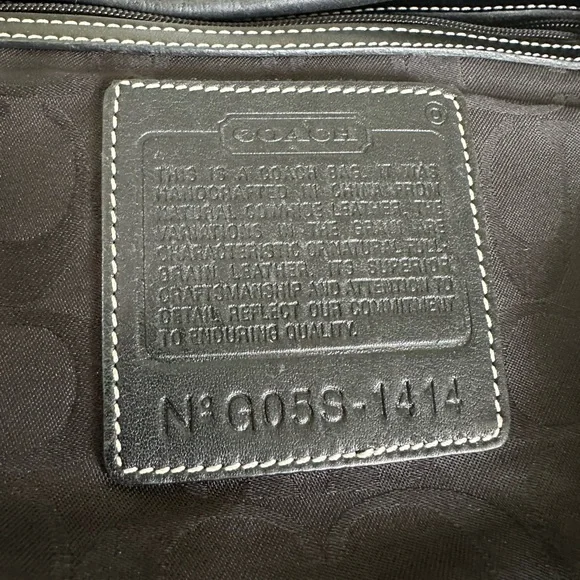 COACH
THIS IS A COACH BAG. IT WAS
HANDCRAFTED IN CHINA FROM
NATURAL COWHIDE LEATHER. THE
VARIATIONS IN THE GRAIN ARE
CHARACTERISTIC OF NATURAL FULL-
GRAIN LEATHER. ITS SUPERIOR
CRAFTSMANSHIP AND ATTENTION TO
DETAIL REFLECT OUR COMMITMENT
TO ENDURING QUALITY.
Nº G05S-1414